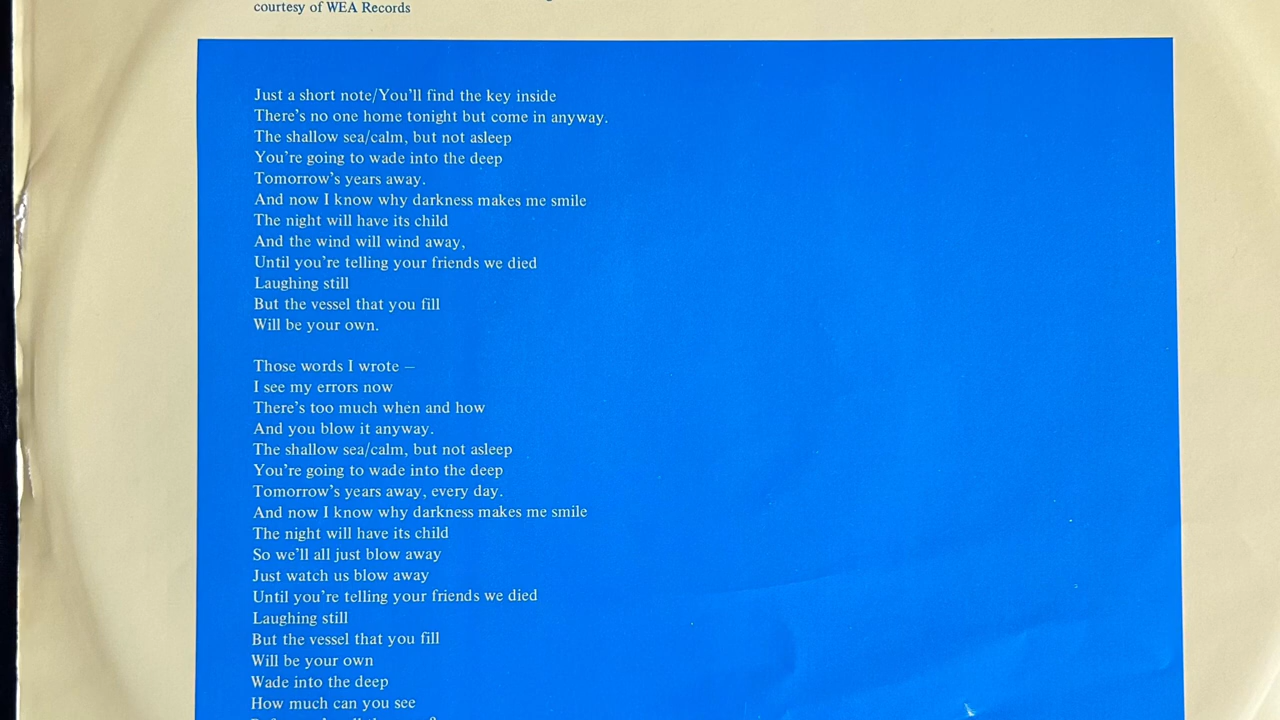 courtesy of WEA Records
Just a short note/You'll find the key inside
There's no one home tonight but come in anyway.
The shallow sea/calm, but not asleep
You're going to wade into the deep
Tomorrow's years away.
And now I know why darkness makes me smile
The night will have its child
And the wind will wind away,
Until you're telling your friends we died
Laughing still
But the vessel that you fill
Will be your own.
Those words I wrote –
I see my errors now
There's too much when and how
And you blow it anyway.
The shallow sea/calm, but not asleep
You're going to wade into the deep
Tomorrow's years away, every day.
And now I know why darkness makes me smile
The night will have its child
So we'll all just blow away
Just watch us blow away
Until you're telling your friends we died
Laughing still
But the vessel that you fill
Will be your own
Wade into the deep
How much can you see